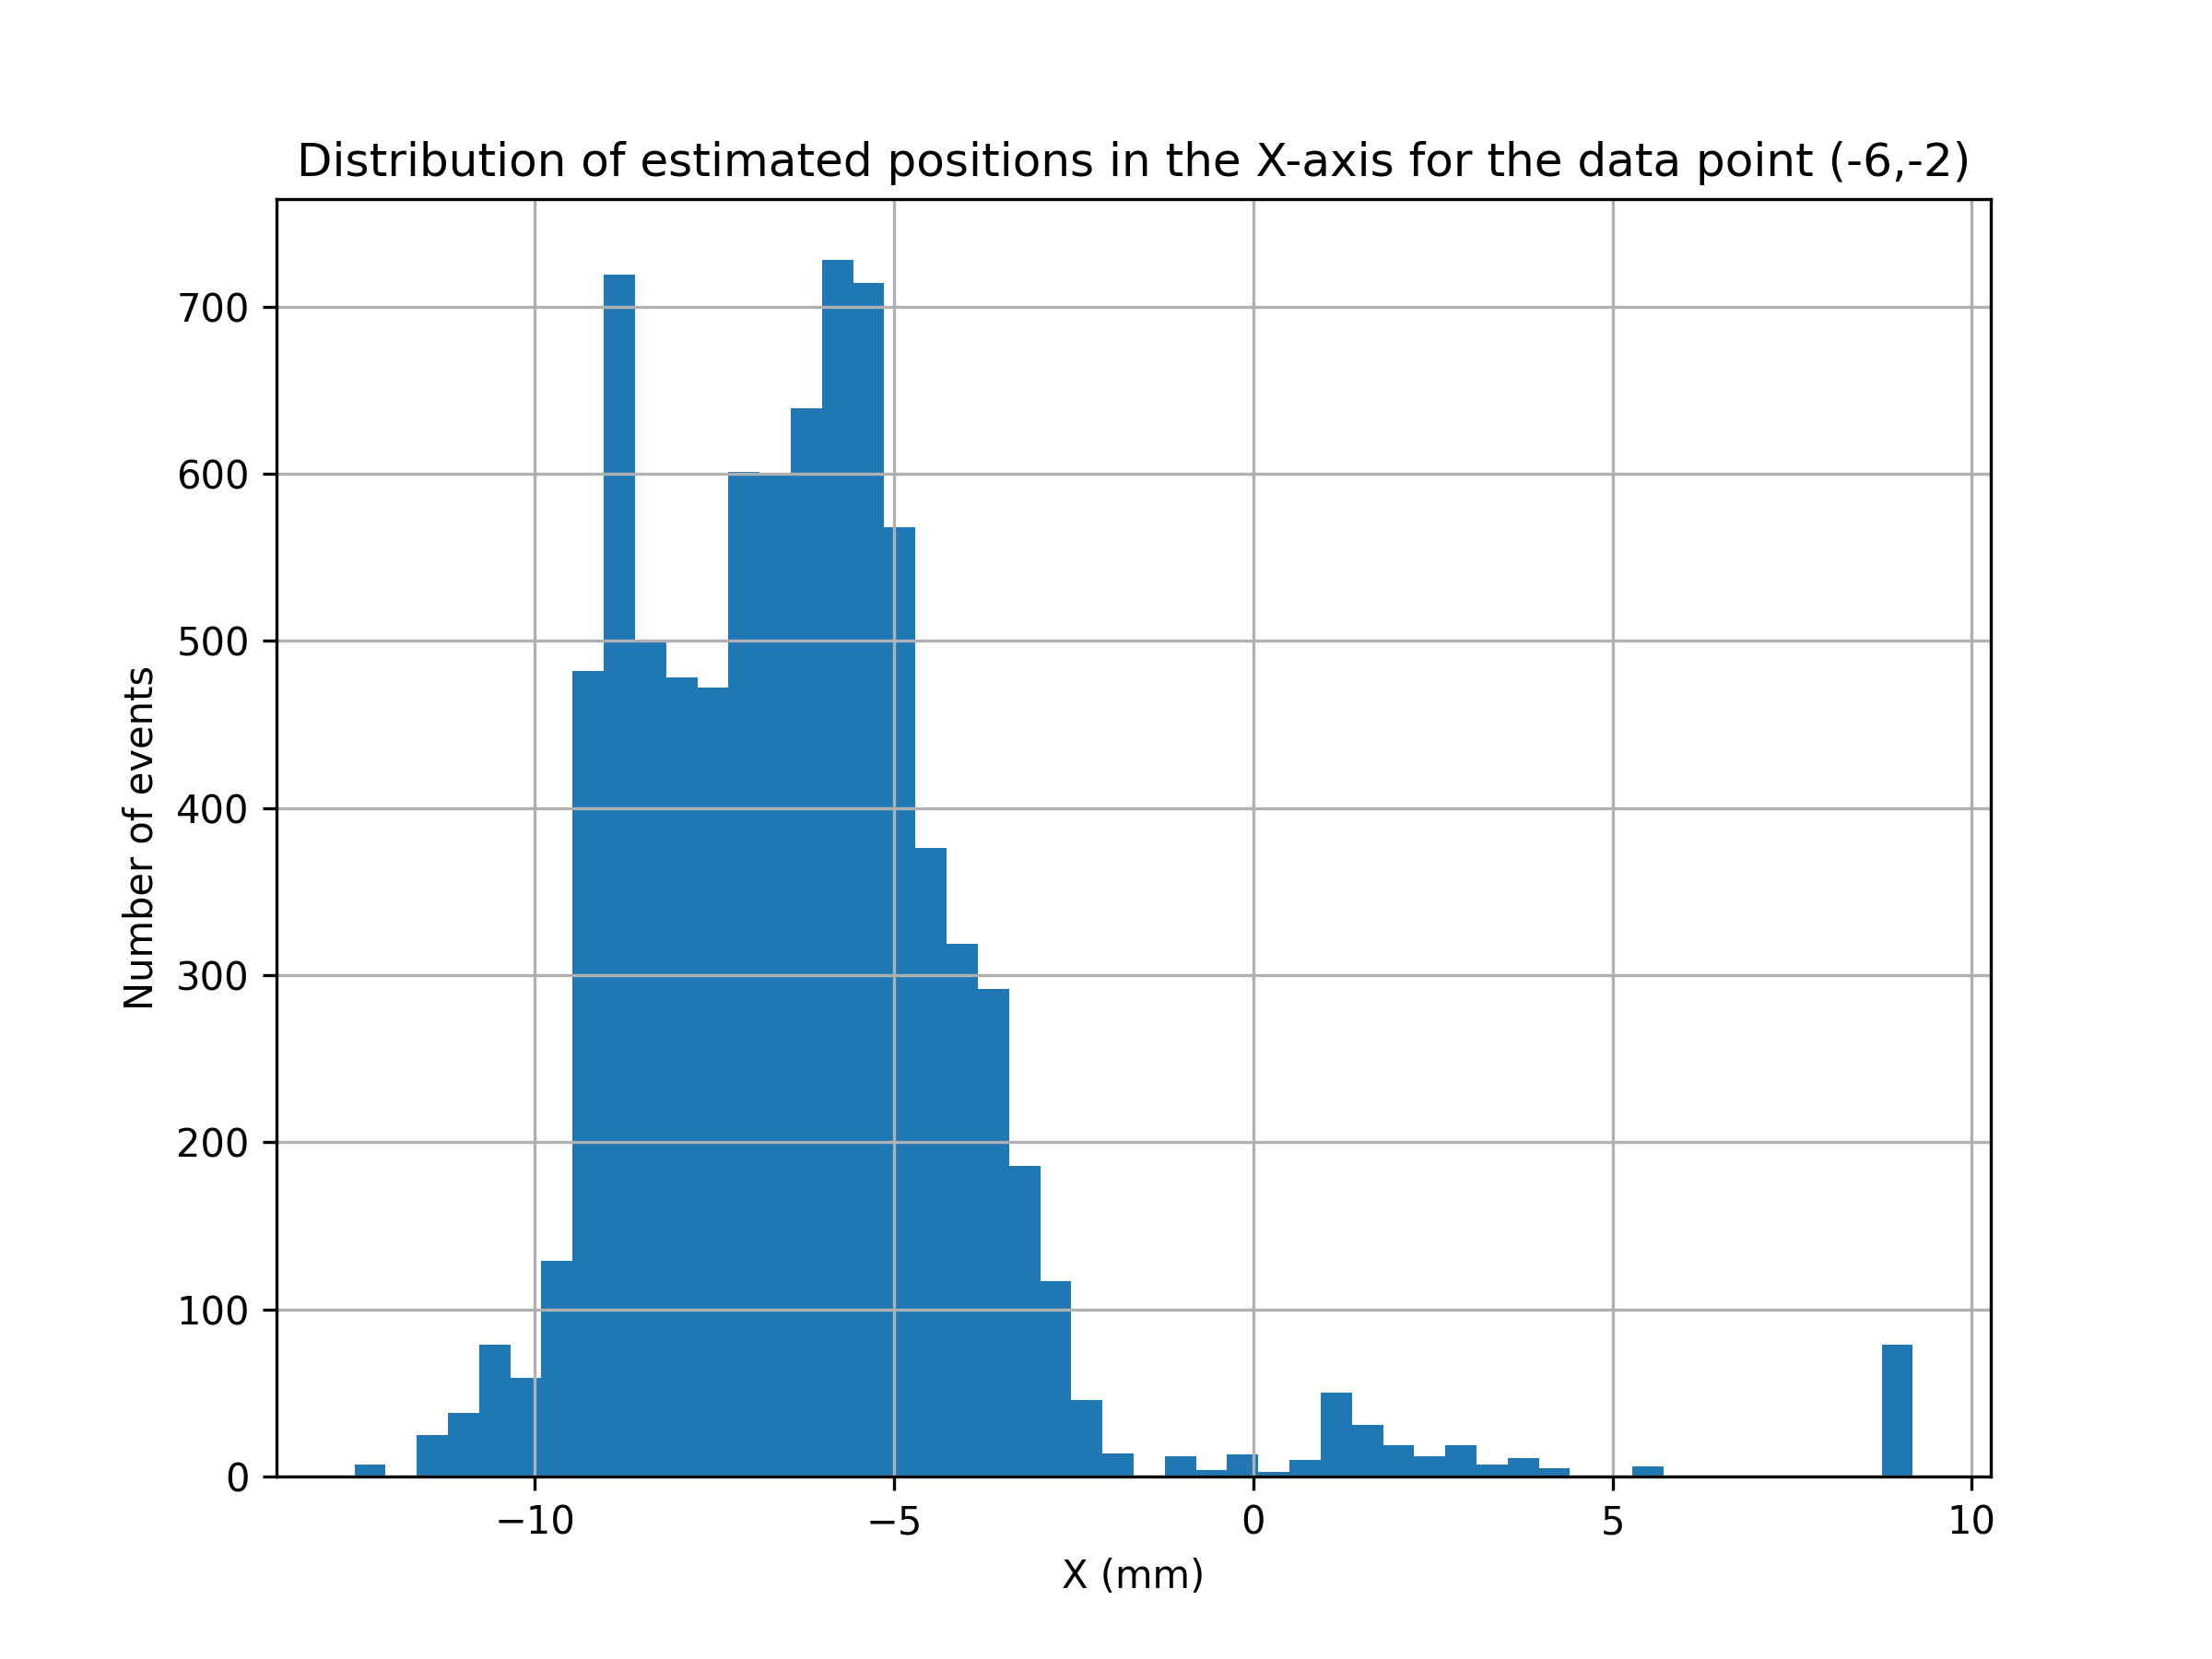 Distribution of estimated positions in the X-axis for the data point (-6,-2)
Number of events
700
600
500
400
300
200
100
0
−10 −5 0 5 10
X (mm)